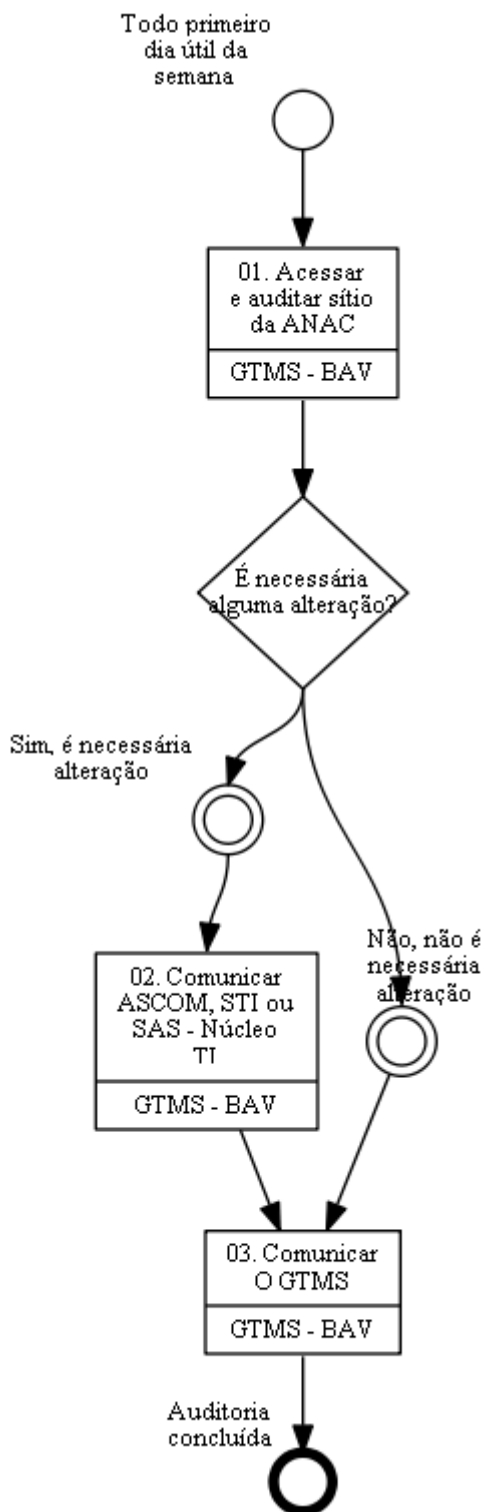 Todo primeiro
dia útil da
semana
01. Acessar
e auditar sítio
da ANAC
GTMS - BAV
É necessária
alguma alteração?
Sim, é necessária
alteração
Não, não é
necessária
alteração
02. Comunicar
ASCOM, STI ou
SAS - Núcleo
TI
GTMS - BAV
03. Comunicar
O GTMS
GTMS - BAV
Auditoria
concluída